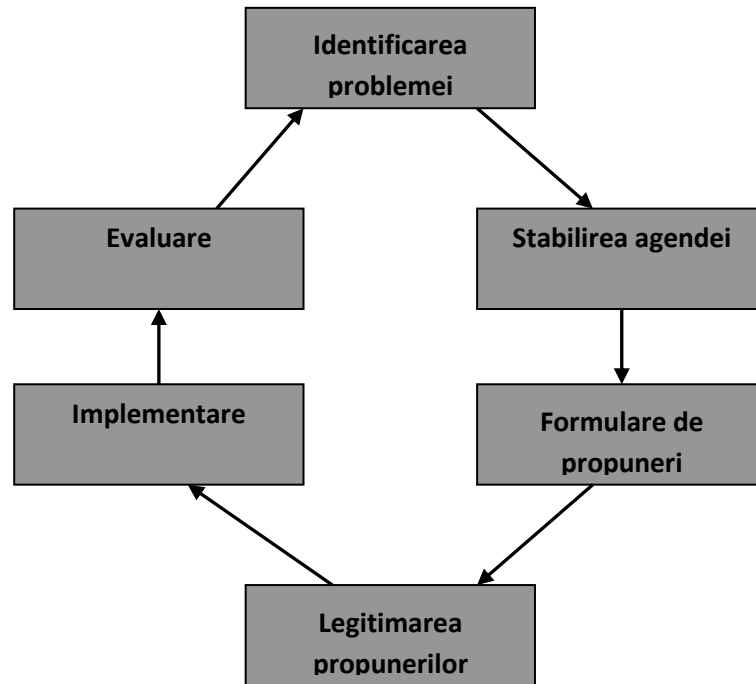 Identificarea
problemei
Evaluare
Stabilirea agendei
Implementare
Formulare de
propuneri
Legitimarea
propunerilor